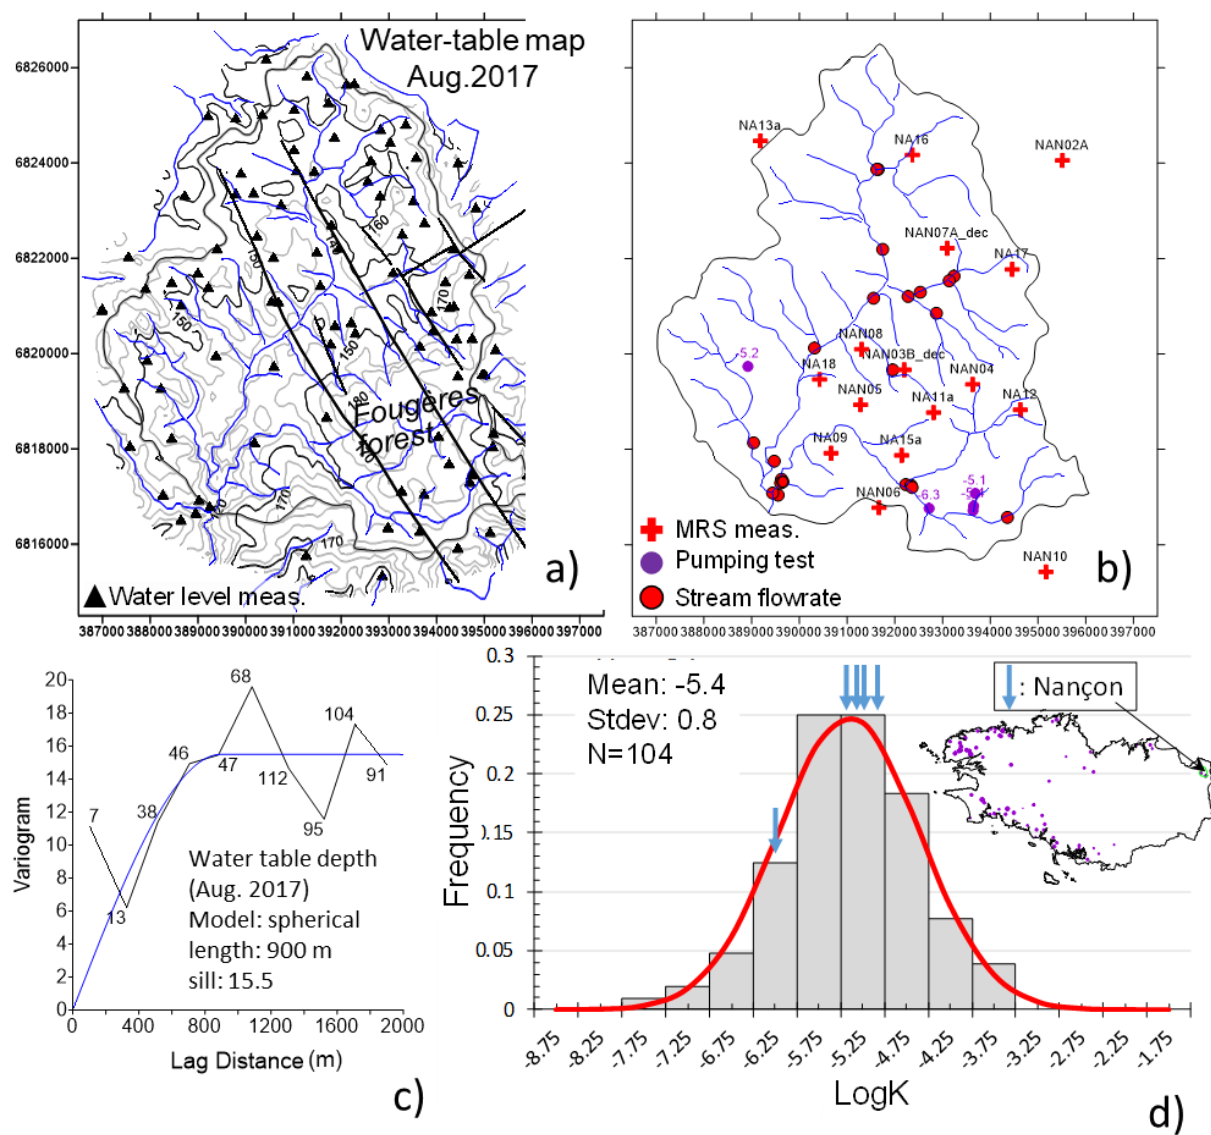 Water-table map
Aug.2017
6826000
6824000
6822000
6820000
6818000
6816000
160
140
150
170
150
150
180
Fougères
forest
170
170
a)
Water level meas.
387000 388000 389000 390000 391000 392000 393000 394000 395000 396000 397000
6826000
6824000
6822000
6820000
6818000
6816000
NA13a
NA16
NAN02A
NAN07A_dec
NA17
NAN08
-5.2
NAN03B_dec
NA18
NAN05
NAN04
NA11a
NA12
NA09
NA15a
-5.1
-6.3
NAN06
NAN10
MRS meas.
Pumping test
Stream flowrate
b)
387000 388000 389000 390000 391000 392000 393000 394000 395000 396000 397000
Variogram
20
18
16
14
12
10
8
6
4
2
0
7
13
38
46
47
68
112
95
104
91
Water table depth
(Aug. 2017)
Model: spherical
length: 900 m
sill: 15.5
0 400 800 1200 1600 2000
Lag Distance (m)
c)
Frequency
0.3
0.25
0.2
0.15
0.1
0.05
0
Mean: -5.4
Stdev: 0.8
N=104
: Nançon
-8.75 -8.25 -7.75 -7.25 -6.75 -6.25 -5.75 -5.25 -4.75 -4.25 -3.75 -3.25 -2.75 -2.25 -1.75
LogK
d)